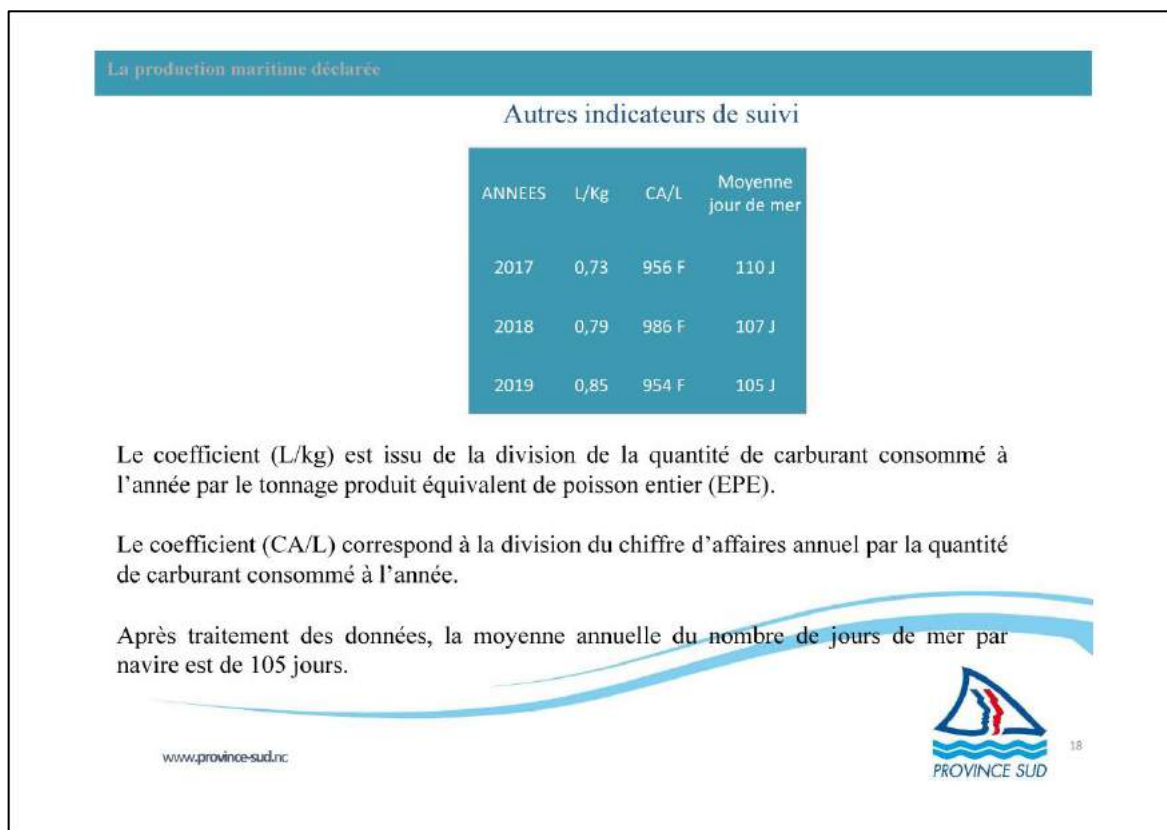 La production maritime déclarée
Autres indicateurs de suivi
ANNEES L/Kg CA/L Moyenne jour de mer
2017 0,73 956 F 110 J
2018 0,79 986 F 107 J
2019 0,85 954 F 105 J
Le coefficient (L/kg) est issu de la division de la quantité de carburant consommé à
l'année par le tonnage produit équivalent de poisson entier (EPE).
Le coefficient (CA/L) correspond à la division du chiffre d'affaires annuel par la quantité
de carburant consommé à l'année.
Après traitement des données, la moyenne annuelle du nombre de jours de mer par
navire est de 105 jours.
www.province-sud.nc
PROVINCE SUD
18